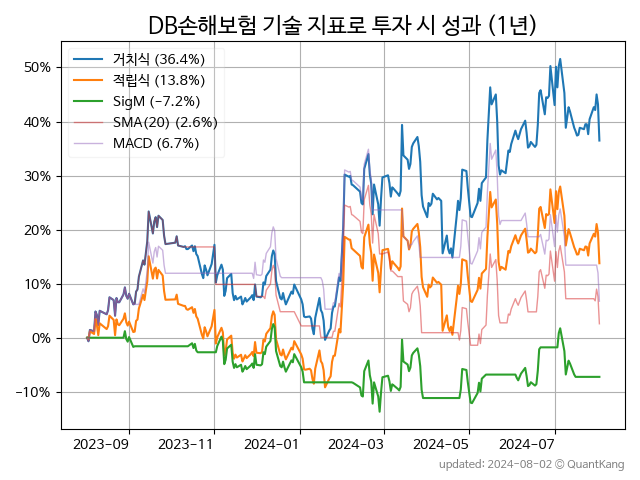 DB손해보험 기술 지표로 투자 시 성과 (1년)
거치식 (36.4%)
적립식 (13.8%)
SigM (-7.2%)
SMA(20) (2.6%)
MACD (6.7%)
50%
40%
30%
20%
10%
0%
-10%
2023-09
2023-11
2024-01
2024-03
2024-05
2024-07
updated: 2024-08-02 © QuantKang